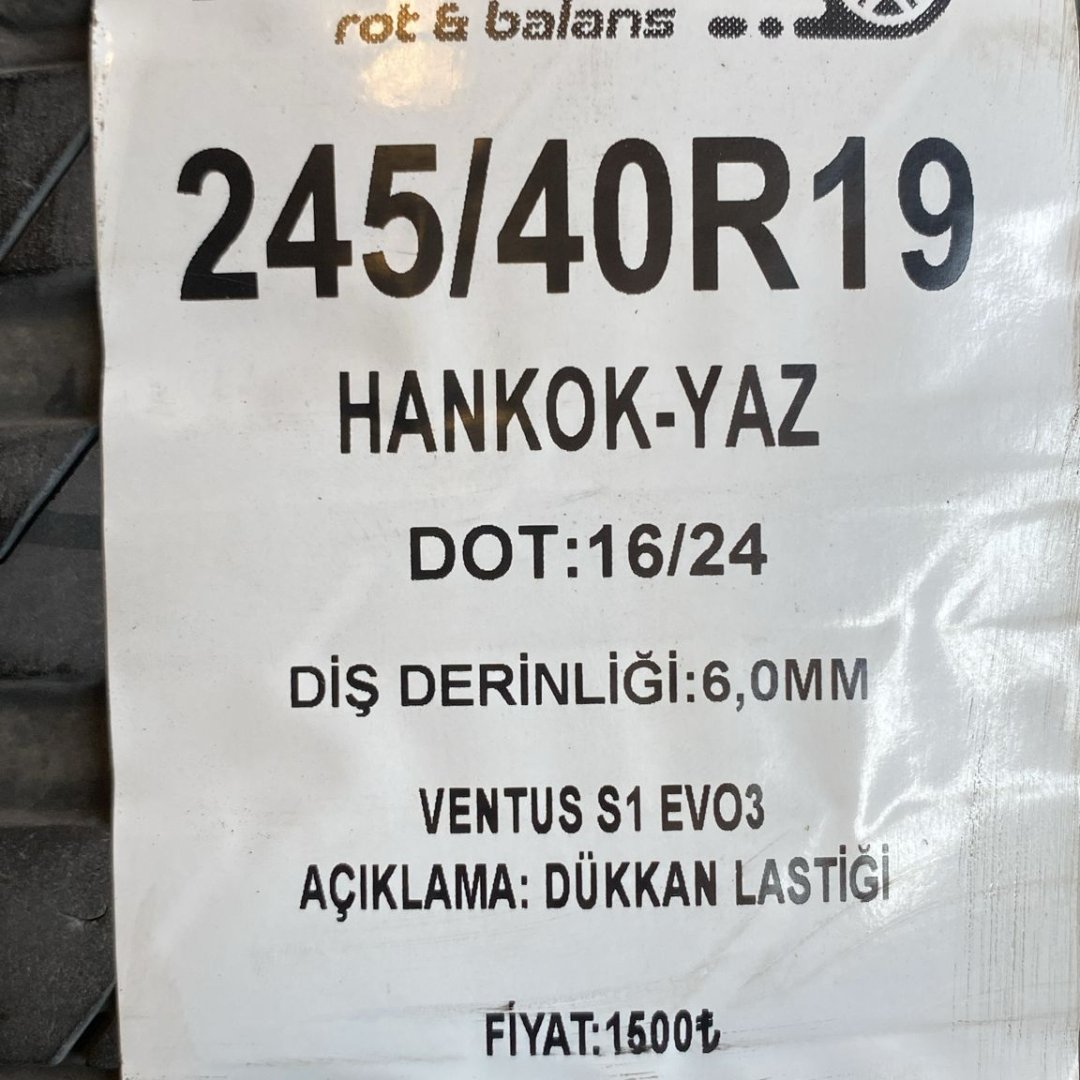 rot & balans
245/40R19
HANKOK-YAZ
DOT:16/24
DİŞ DERİNLİĞİ:6,0MM
VENTUS S1 EVO3
AÇIKLAMA: DÜKKAN LASTİĞİ
FİYAT:1500₺